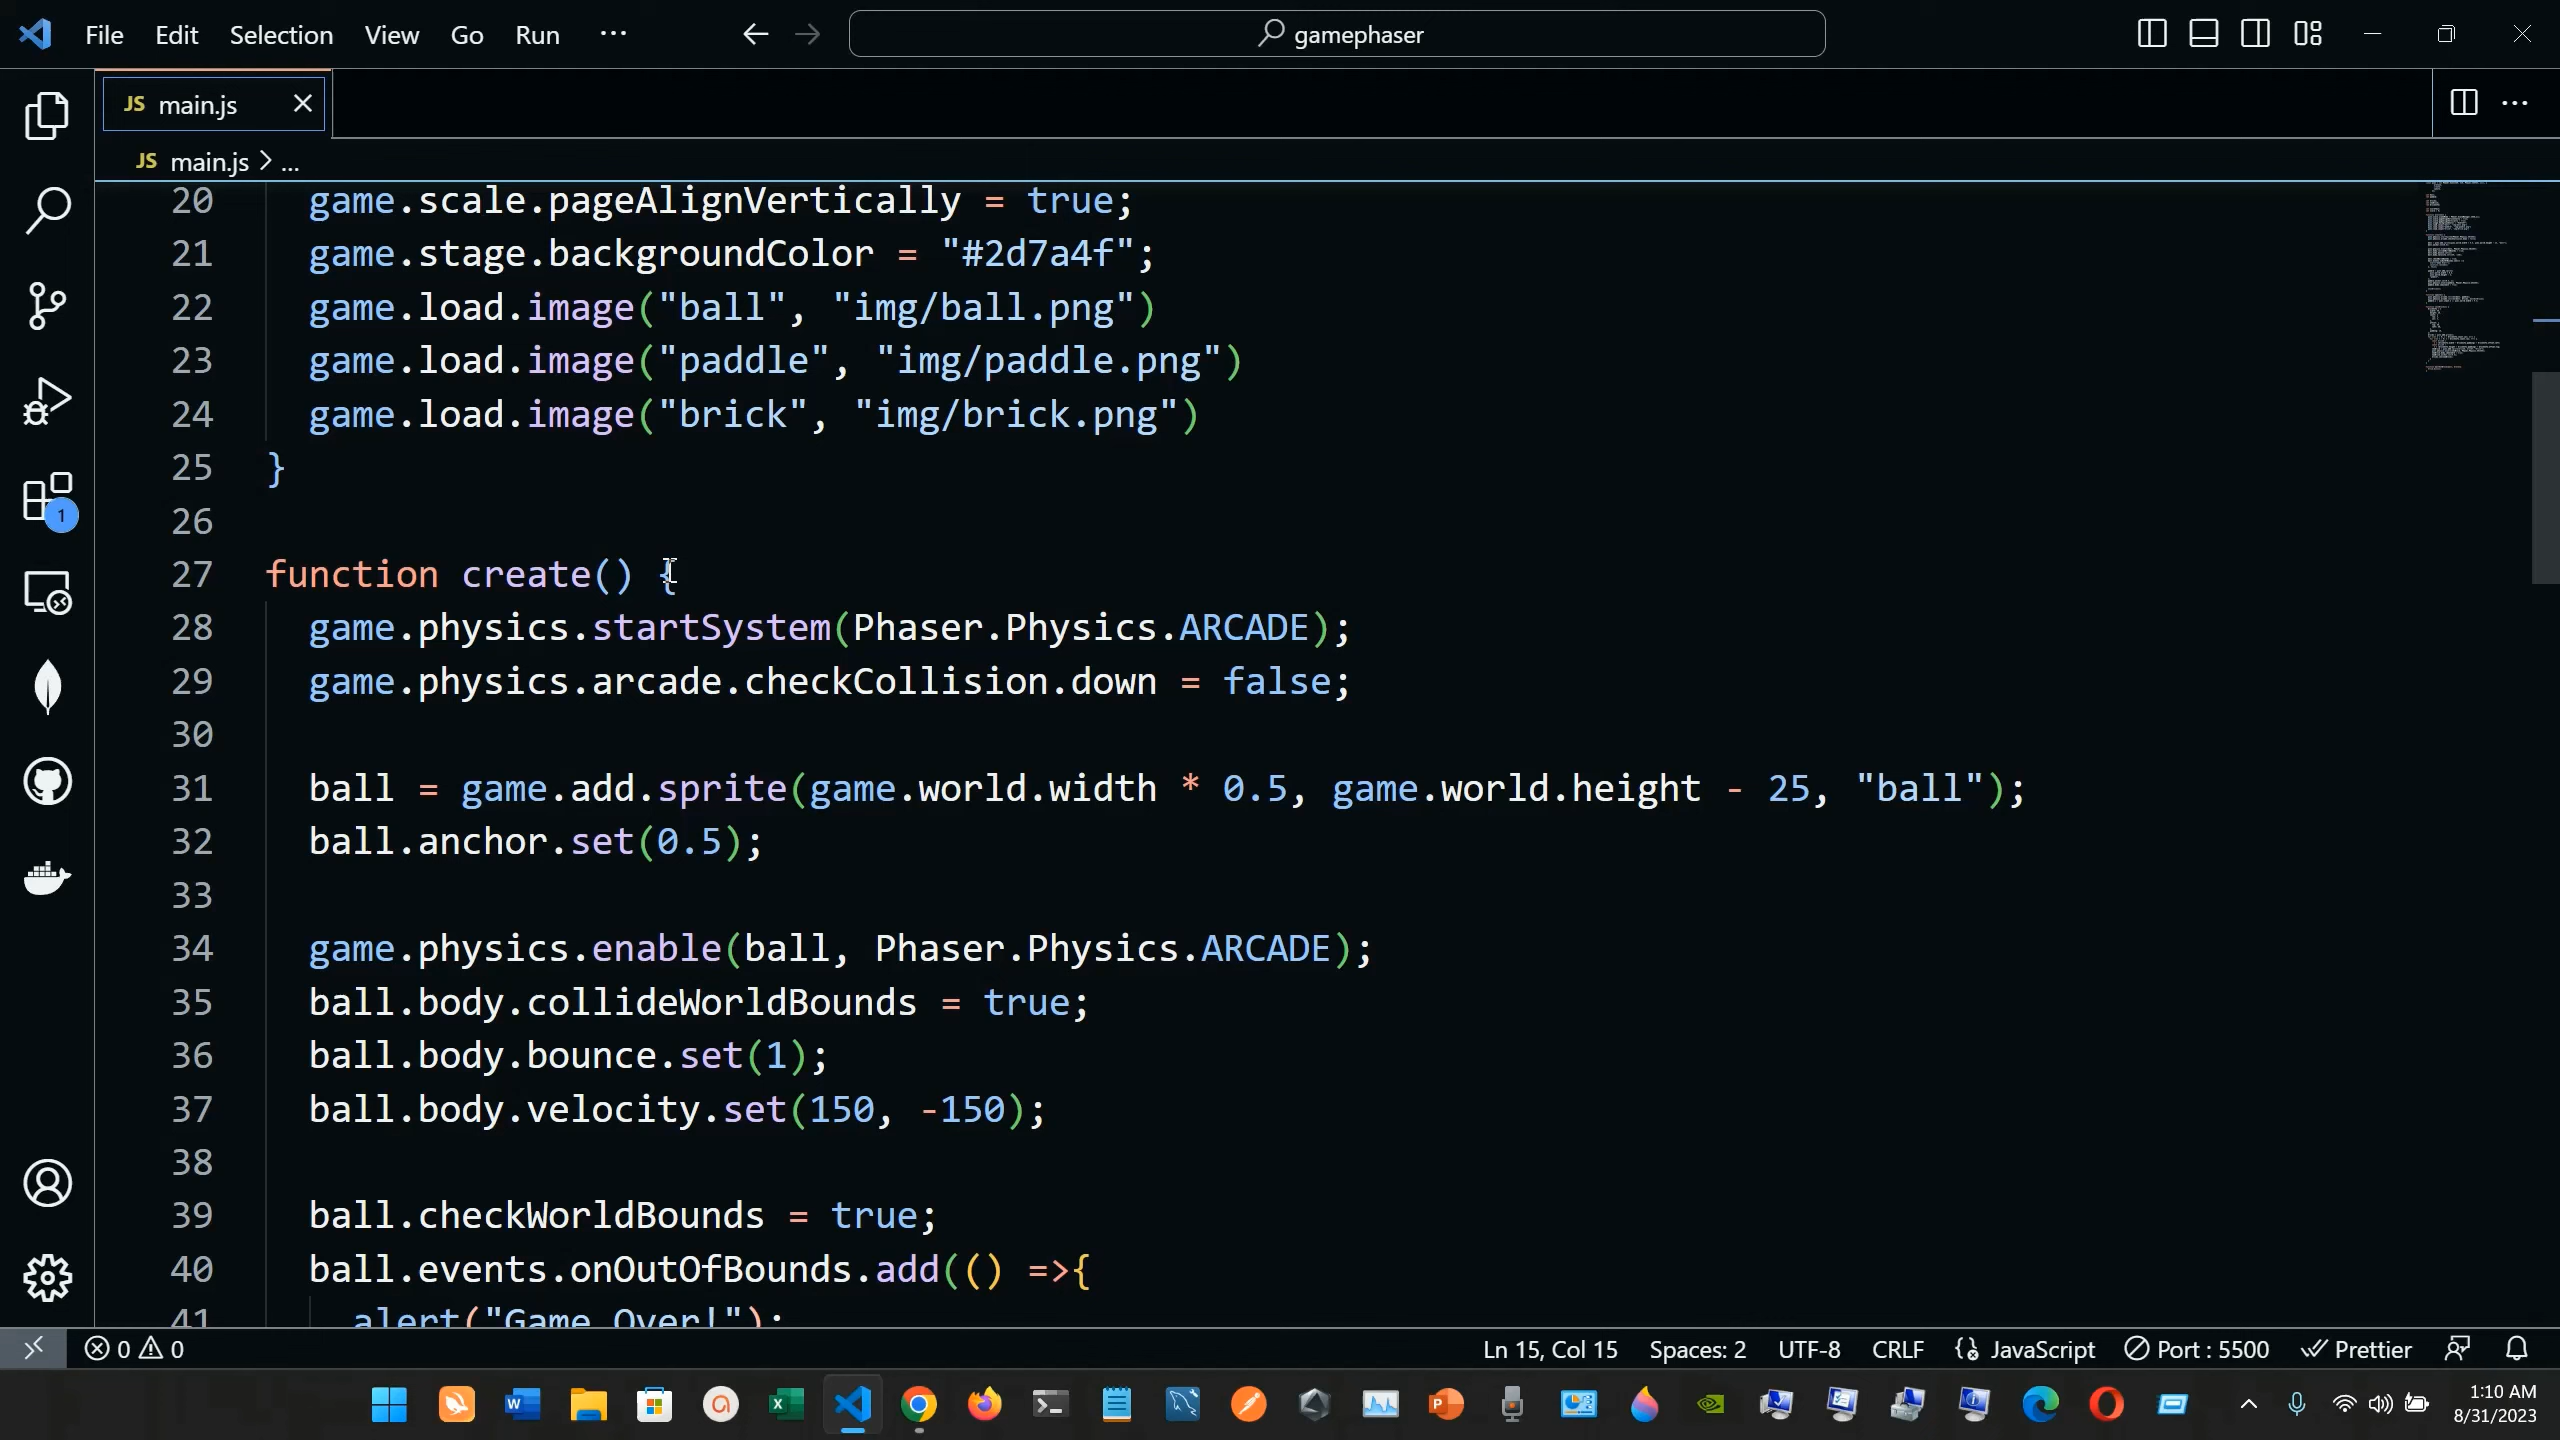 File Edit Selection View Go Run ··· gamephaser
JS main.js
JS main.js > ...
20 game.scale.pageAlignVertically = true;
21 game.stage.backgroundColor = "#2d7a4f";
22 game.load.image("ball", "img/ball.png")
23 game.load.image("paddle", "img/paddle.png")
24 game.load.image("brick", "img/brick.png")
25 }
26
27 function create() {
28 game.physics.startSystem(Phaser.Physics.ARCADE);
29 game.physics.arcade.checkCollision.down = false;
30
31 ball = game.add.sprite(game.world.width * 0.5, game.world.height - 25, "ball");
32 ball.anchor.set(0.5);
33
34 game.physics.enable(ball, Phaser.Physics.ARCADE);
35 ball.body.collideWorldBounds = true;
36 ball.body.bounce.set(1);
37 ball.body.velocity.set(150, -150);
38
39 ball.checkWorldBounds = true;
40 ball.events.onOutOfBounds.add(() =>{
41 alert("Game Over!");
1
0 0 Ln 15, Col 15 Spaces: 2 UTF-8 CRLF JavaScript Port : 5500 Prettier
1:10 AM
8/31/2023